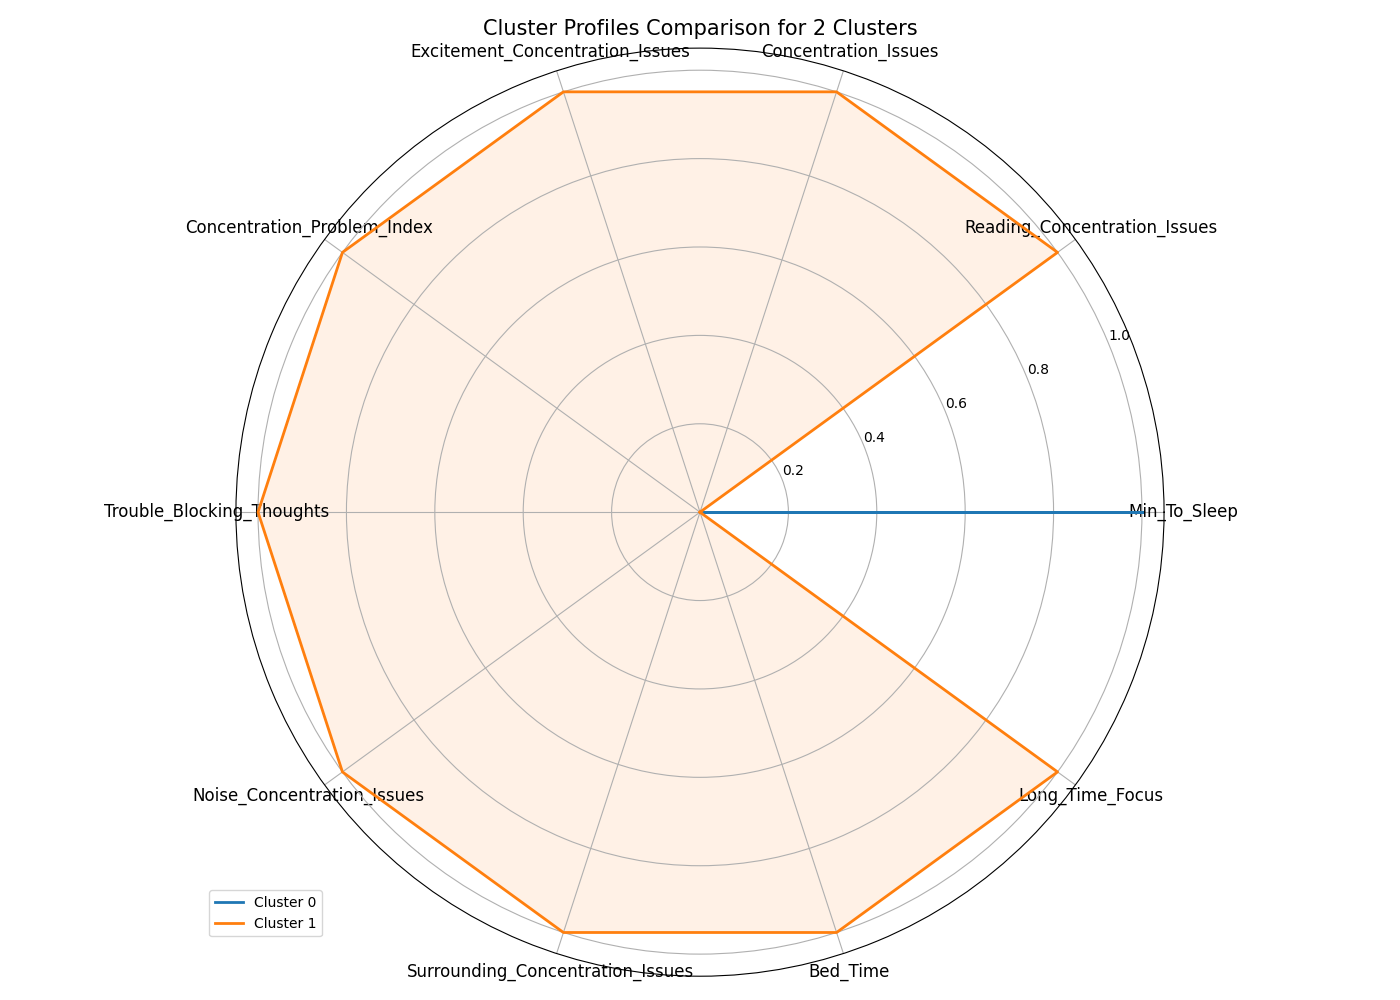 Cluster Profiles Comparison for 2 Clusters
Excitement_Concentration_Issues
Concentration_Issues
Concentration_Problem_Index
Reading_Concentration_Issues
1.0
0.8
0.6
0.4
0.2
Trouble_Blocking_Thoughts
Min_To_Sleep
Noise_Concentration_Issues
Long_Time_Focus
Cluster 0
Cluster 1
Surrounding_Concentration_Issues
Bed_Time